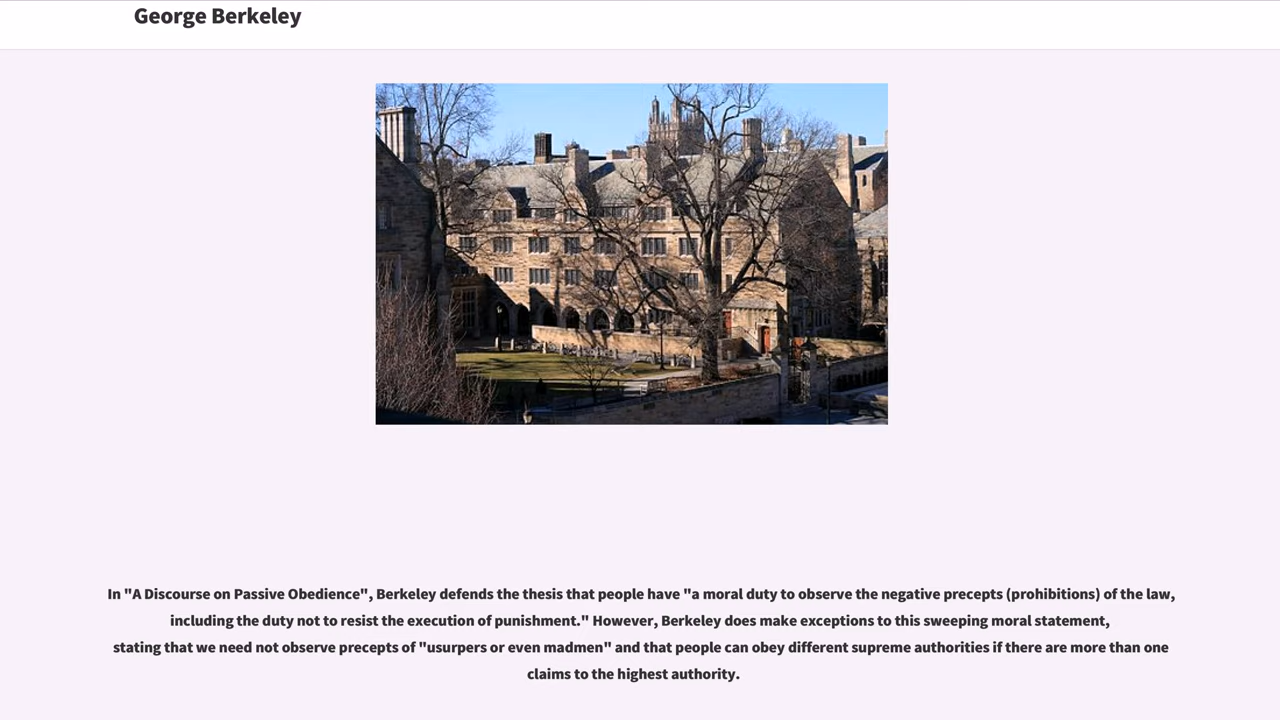 George Berkeley
In "A Discourse on Passive Obedience", Berkeley defends the thesis that people have "a moral duty to observe the negative precepts (prohibitions) of the law,
including the duty not to resist the execution of punishment." However, Berkeley does make exceptions to this sweeping moral statement,
stating that we need not observe precepts of "usurpers or even madmen" and that people can obey different supreme authorities if there are more than one
claims to the highest authority.